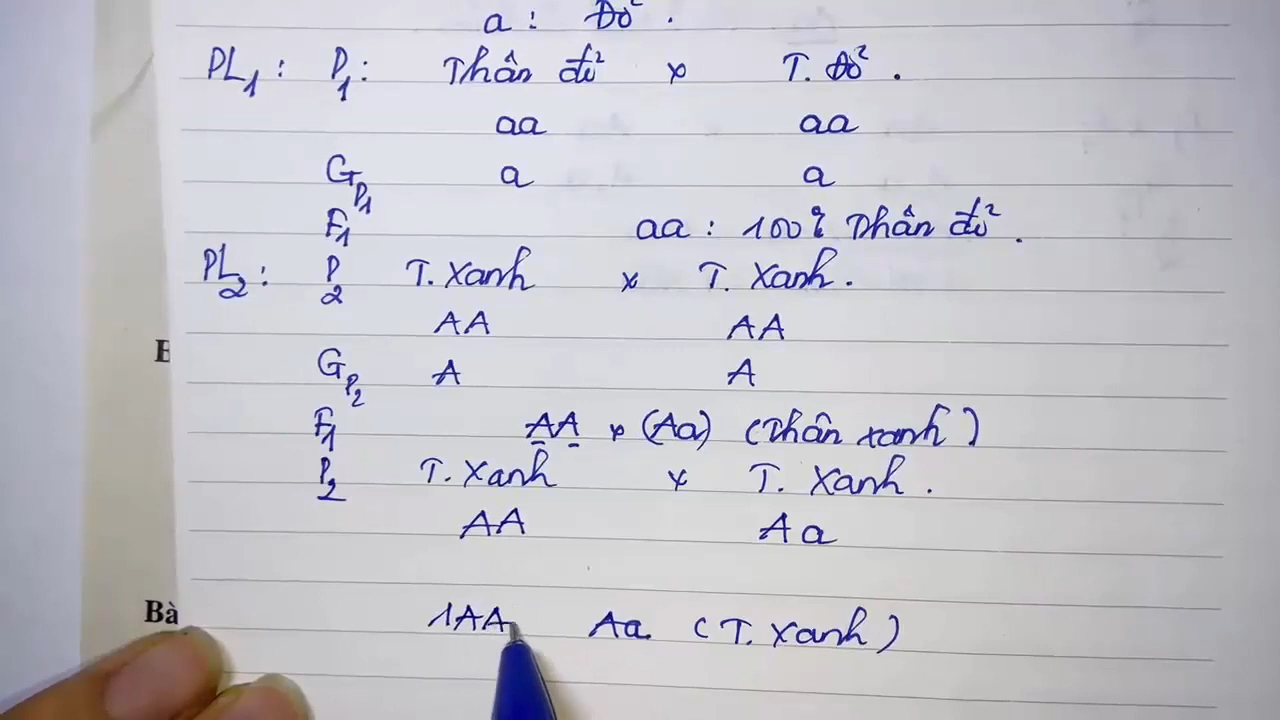 a : Đỏ.
PL1 : P1 : Thân đỏ x T. Đỏ.
aa aa
GP1 a a
F1 aa : 100% Thân đỏ.
PL2 : P2 T. Xanh x T. Xanh.
AA AA
GP2 A A
F1 AA x (Aa) (Thân xanh)
P2 T. Xanh x T. Xanh.
AA Aa
1AA Aa (T. Xanh)
Bà